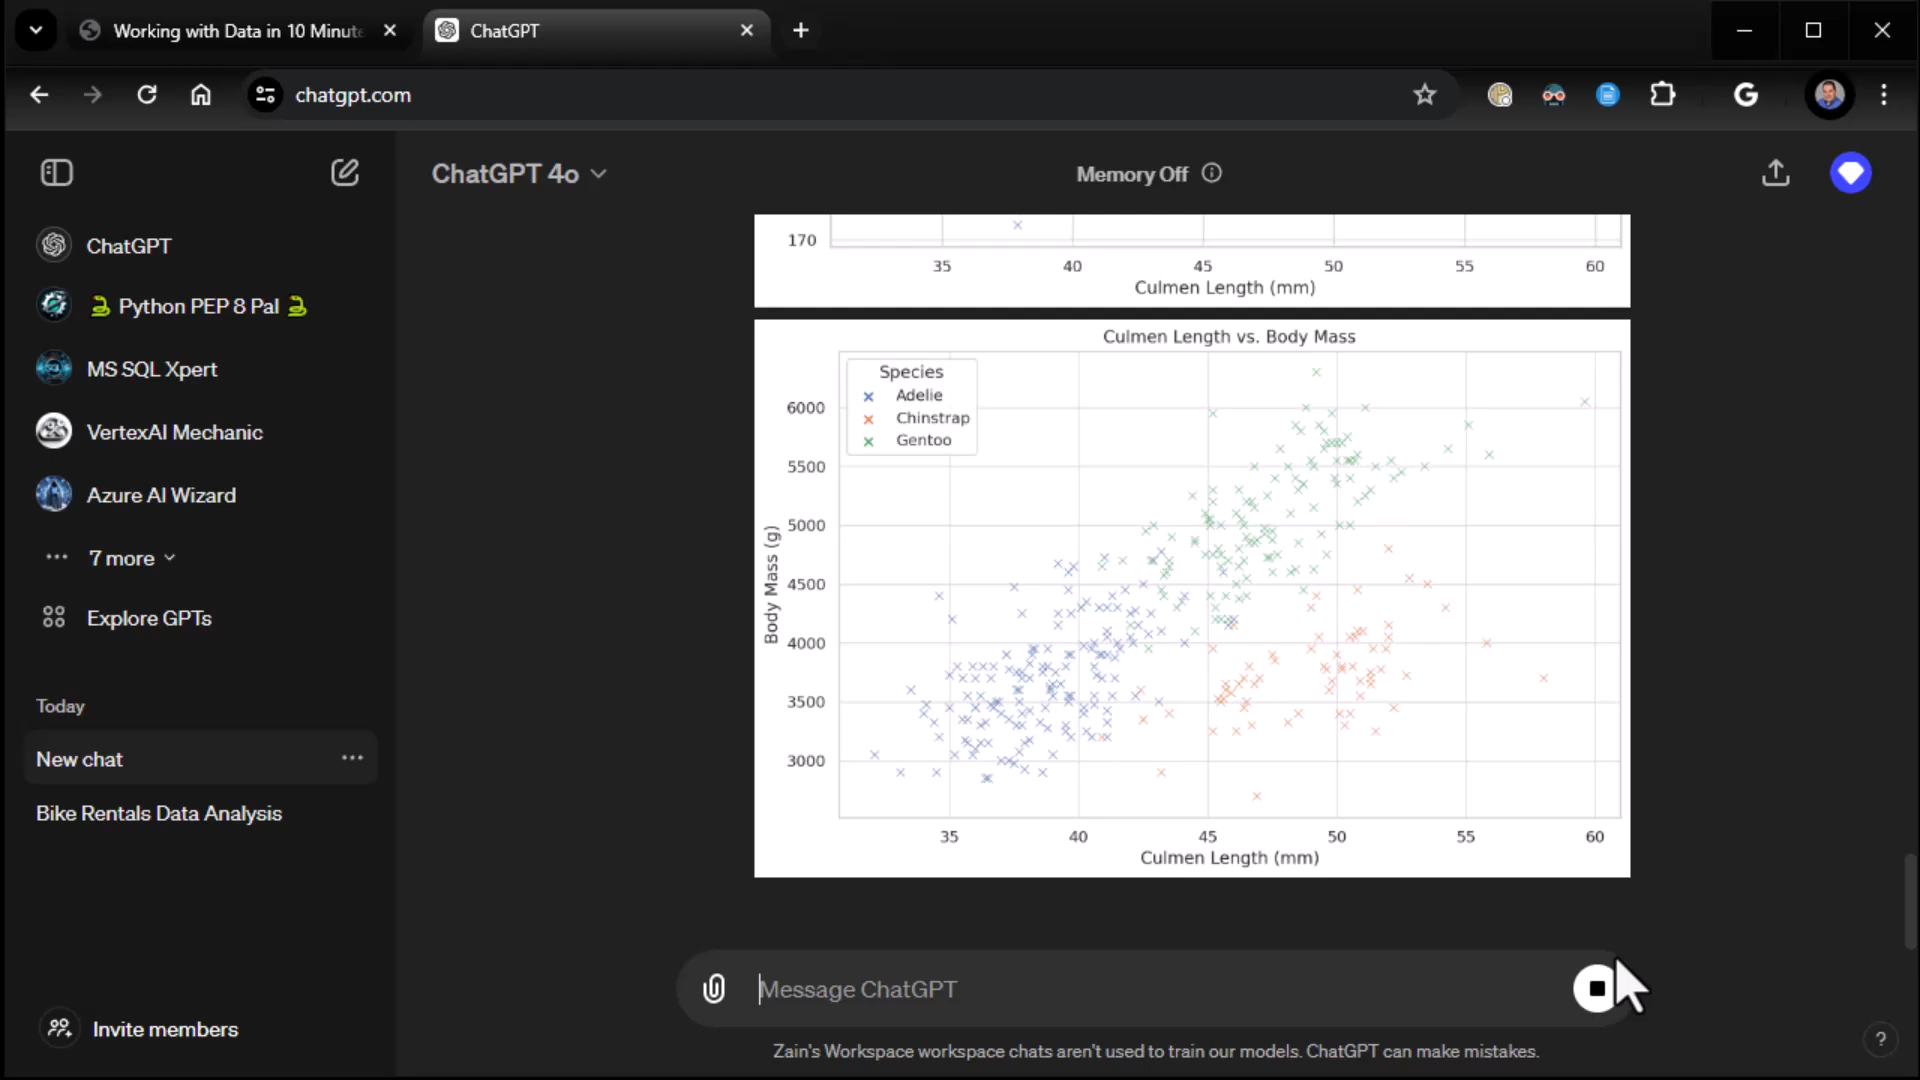 Working with Data in 10 Minute
ChatGPT
chatgpt.com
ChatGPT 4o
Memory Off
ChatGPT
Python PEP 8 Pal
MS SQL Xpert
VertexAI Mechanic
Azure AI Wizard
7 more
Explore GPTs
Today
New chat
Bike Rentals Data Analysis
Invite members
170
35 40 45 50 55 60
Culmen Length (mm)
Culmen Length vs. Body Mass
Species
Adelie
Chinstrap
Gentoo
Body Mass (g)
6000
5500
5000
4500
4000
3500
3000
35 40 45 50 55 60
Culmen Length (mm)
Message ChatGPT
Zain's Workspace workspace chats aren't used to train our models. ChatGPT can make mistakes.
?